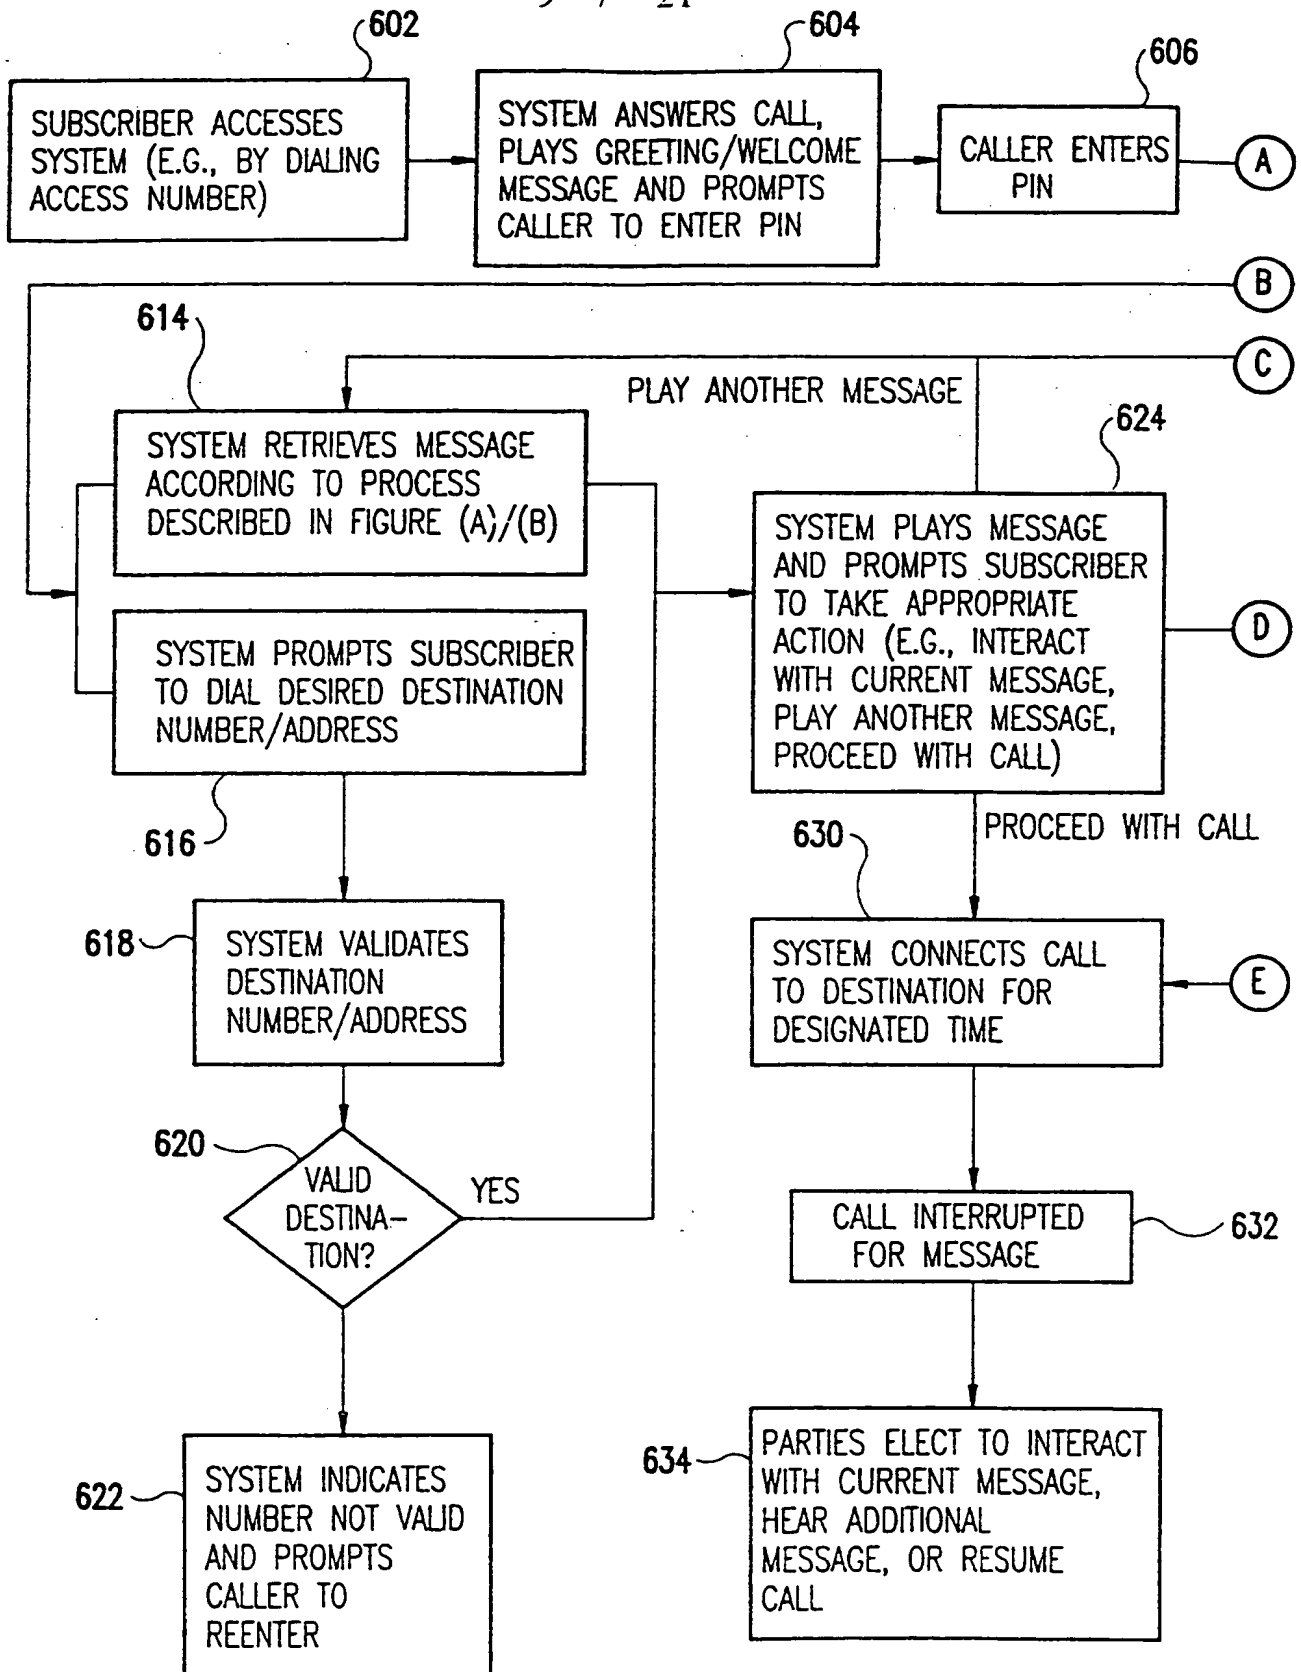 602
SUBSCRIBER ACCESSES
SYSTEM (E.G., BY DIALING
ACCESS NUMBER)
604
SYSTEM ANSWERS CALL,
PLAYS GREETING/WELCOME
MESSAGE AND PROMPTS
CALLER TO ENTER PIN
606
CALLER ENTERS
PIN
A
B
C
614
PLAY ANOTHER MESSAGE
SYSTEM RETRIEVES MESSAGE
ACCORDING TO PROCESS
DESCRIBED IN FIGURE (A)/(B)
624
SYSTEM PLAYS MESSAGE
AND PROMPTS SUBSCRIBER
TO TAKE APPROPRIATE
ACTION (E.G., INTERACT
WITH CURRENT MESSAGE,
PLAY ANOTHER MESSAGE,
PROCEED WITH CALL)
D
SYSTEM PROMPTS SUBSCRIBER
TO DIAL DESIRED DESTINATION
NUMBER/ADDRESS
616
630
PROCEED WITH CALL
618
SYSTEM VALIDATES
DESTINATION
NUMBER/ADDRESS
SYSTEM CONNECTS CALL
TO DESTINATION FOR
DESIGNATED TIME
E
620
VALID
DESTINA-
TION?
YES
CALL INTERRUPTED
FOR MESSAGE
632
622
SYSTEM INDICATES
NUMBER NOT VALID
AND PROMPTS
CALLER TO
REENTER
634
PARTIES ELECT TO INTERACT
WITH CURRENT MESSAGE,
HEAR ADDITIONAL
MESSAGE, OR RESUME
CALL